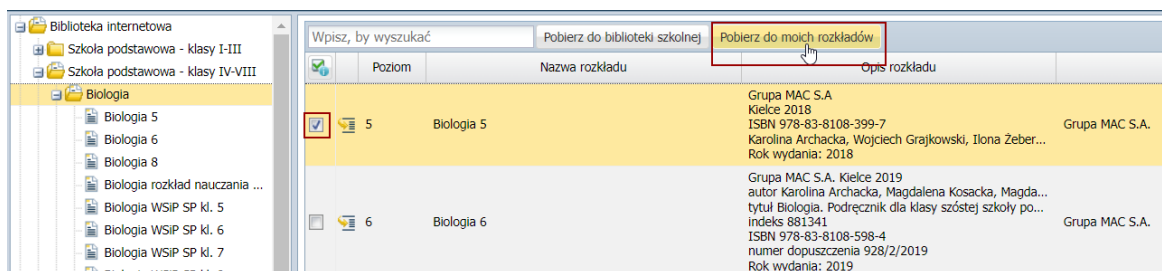 Biblioteka internetowa
Szkoła podstawowa - klasy I-III
Szkoła podstawowa - klasy IV-VIII
Biologia
Biologia 5
Biologia 6
Biologia 8
Biologia rozkład nauczania ...
Biologia WSiP SP kl. 5
Biologia WSiP SP kl. 6
Biologia WSiP SP kl. 7
Wpisz, by wyszukać
Pobierz do biblioteki szkolnej
Pobierz do moich rozkładów
Poziom
Nazwa rozkładu
Opis rozkładu
5
Biologia 5
Grupa MAC S.A
Kielce 2018
ISBN 978-83-8108-399-7
Karolina Archacka, Wojciech Grajkowski, Ilona Żeber...
Rok wydania: 2018
Grupa MAC S.A.
6
Biologia 6
Grupa MAC S.A. Kielce 2019
autor Karolina Archacka, Magdalena Kosacka, Magda...
tytuł Biologia. Podręcznik dla klasy szóstej szkoły po...
indeks 881341
ISBN 978-83-8108-598-4
numer dopuszczenia 928/2/2019
Rok wydania: 2019
Grupa MAC S.A.